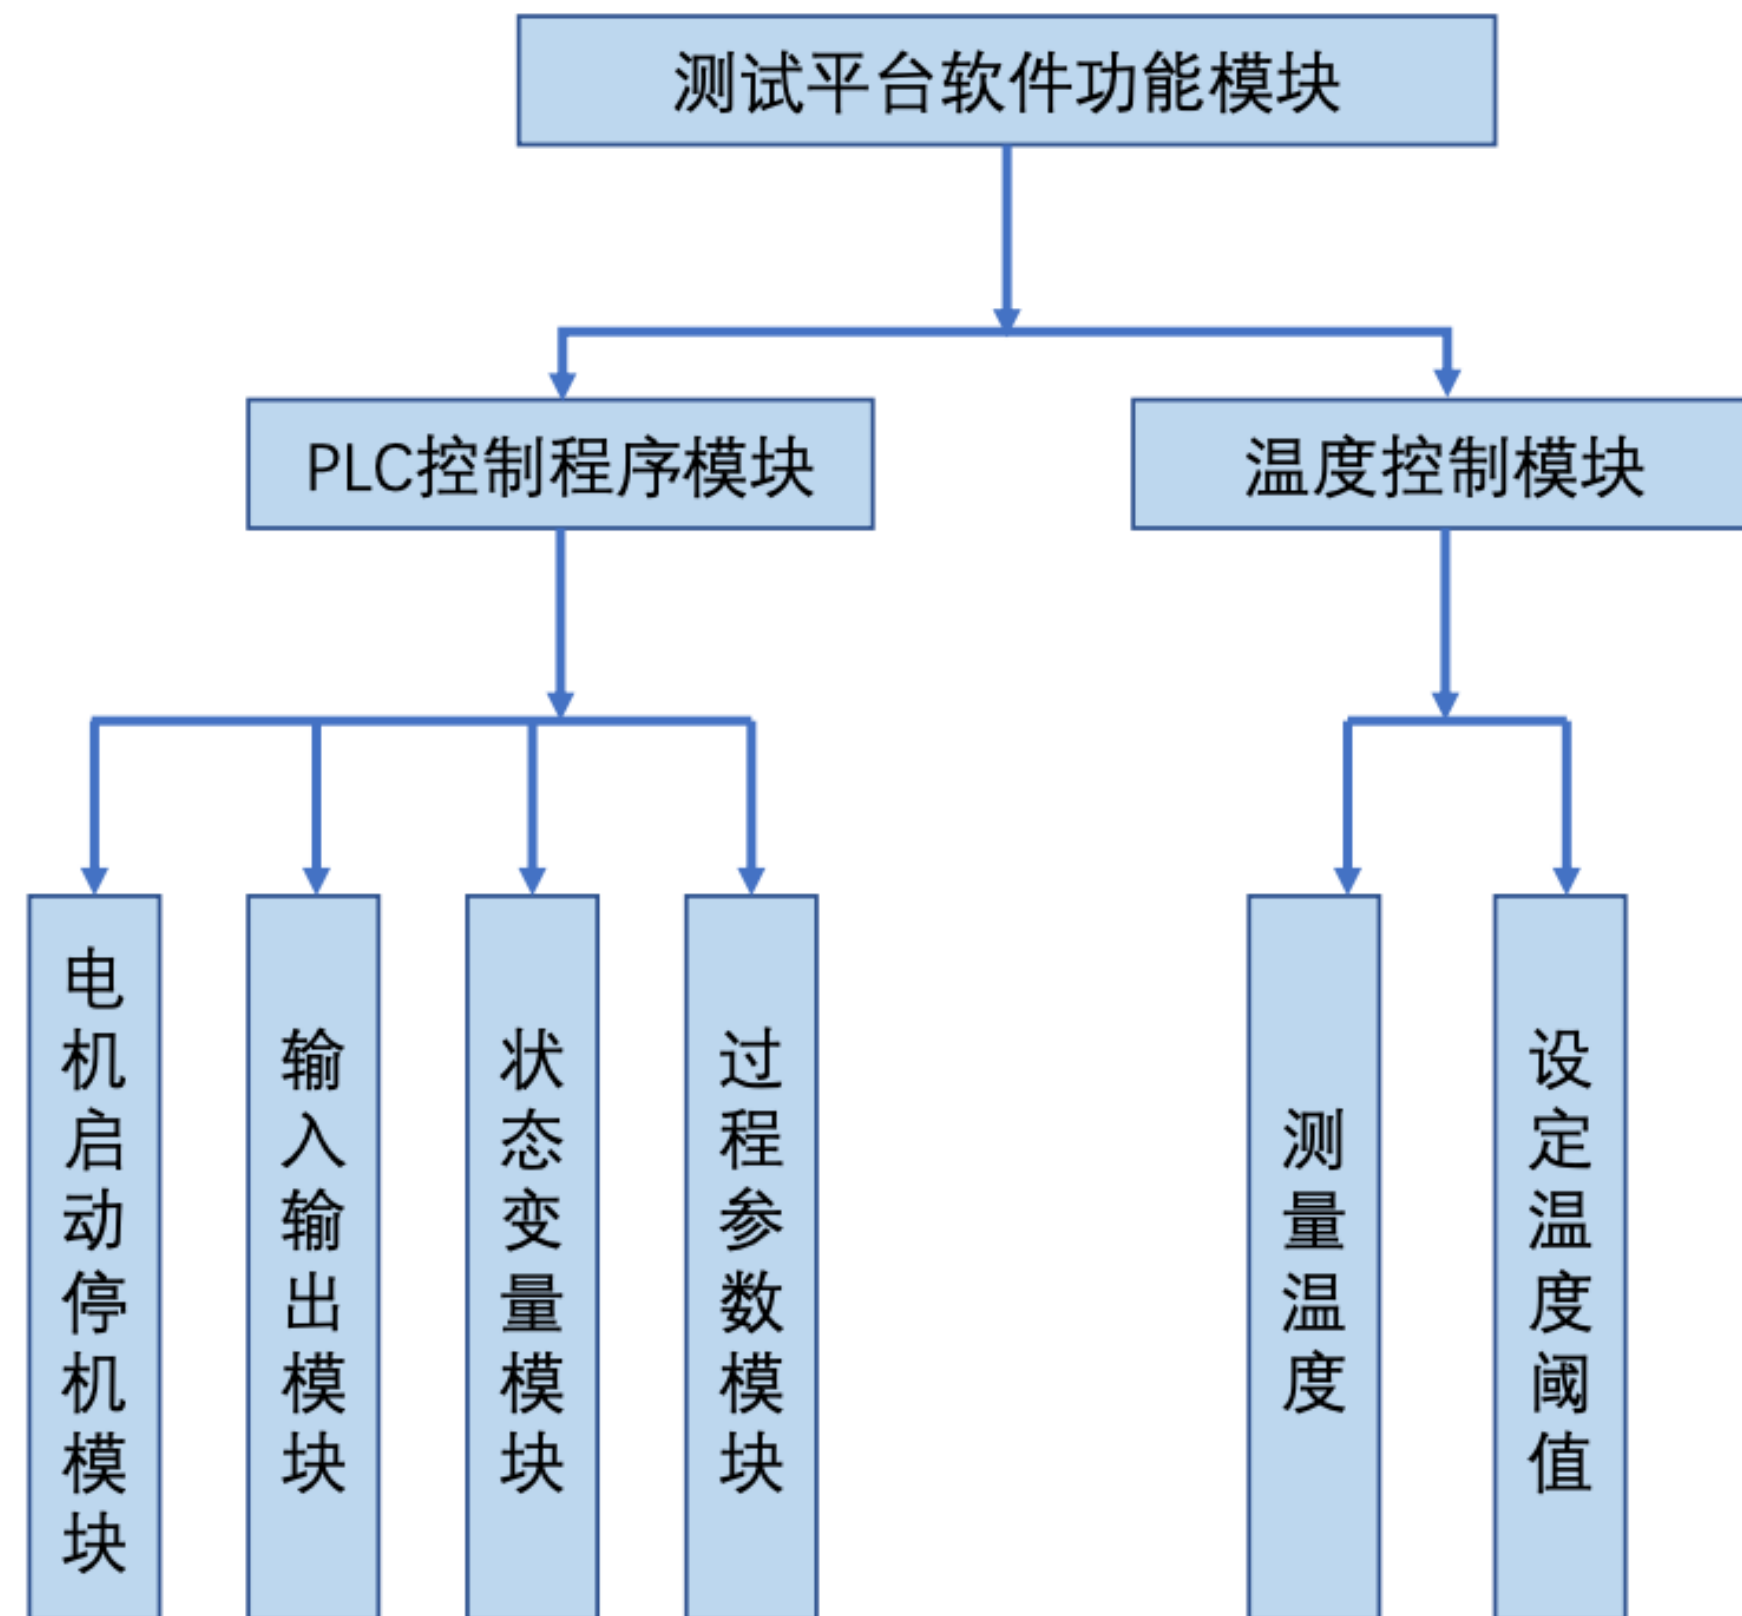 测试平台软件功能模块
PLC控制程序模块
温度控制模块
电机启动停机模块
输入输出模块
状态变量模块
过程参数模块
测量温度
设定温度阈值